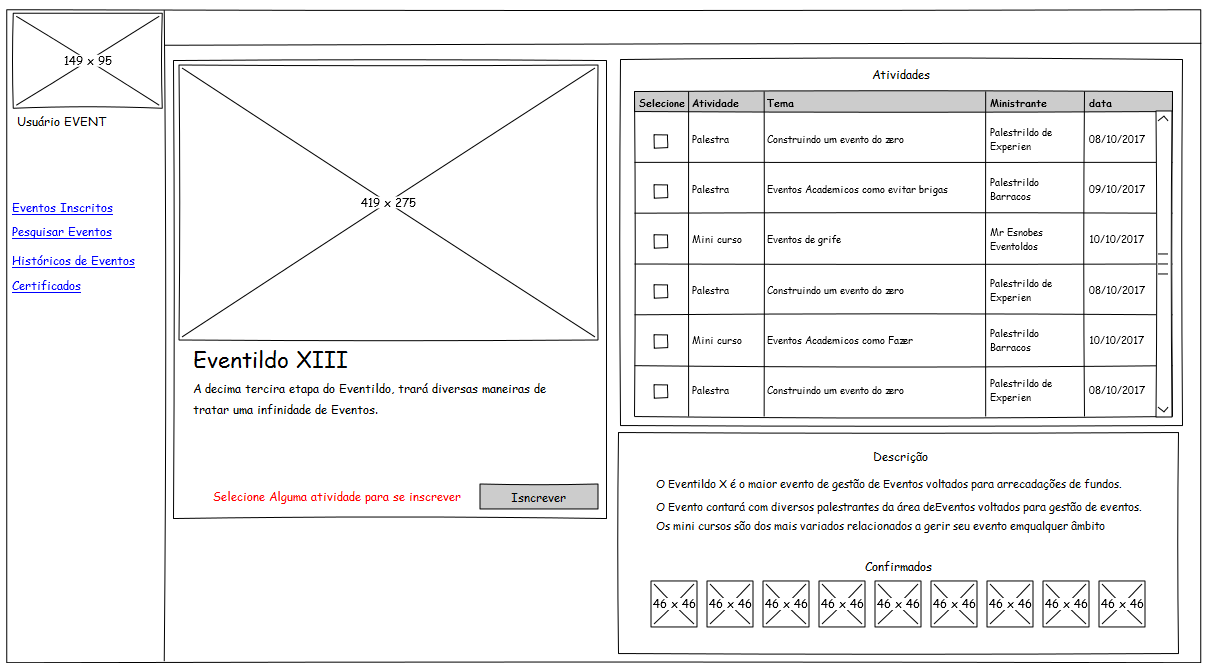 149 x 95
Usuário EVENT
Eventos Inscritos
Pesquisar Eventos
Históricos de Eventos
Certificados
419 x 275
Eventildo XIII
A decima tercira etapa do Eventildo, trará diversas maneiras de
tratar uma infinidade de Eventos.
Selecione Alguma atividade para se inscrever
Isncrever
Atividades
Selecione Atividade Tema Ministrante data
Palestra Construindo um evento do zero Palestrildo de
Experien 08/10/2017
Palestra Eventos Academicos como evitar brigas Palestrildo
Barracos 09/10/2017
Mini curso Eventos de grife Mr Esnobes
Eventoldos 10/10/2017
Palestra Construindo um evento do zero Palestrildo de
Experien 08/10/2017
Mini curso Eventos Academicos como Fazer Palestrildo
Barracos 10/10/2017
Palestra Construindo um evento do zero Palestrildo de
Experien 08/10/2017
Descrição
O Eventildo X é o maior evento de gestão de Eventos voltados para arrecadações de fundos.
O Evento contará com diversos palestrantes da área deEventos voltados para gestão de eventos.
Os mini cursos são dos mais variados relacionados a gerir seu evento emqualquer âmbito
Confirmados
46 x 46 46 x 46 46 x 46 46 x 46 46 x 46 46 x 46 46 x 46 46 x 46 46 x 46